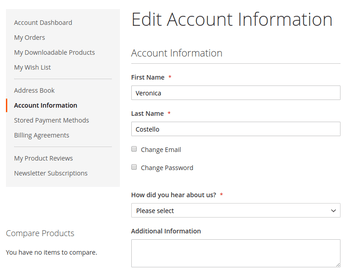 Account Dashboard
My Orders
My Downloadable Products
My Wish List
Address Book
Account Information
Stored Payment Methods
Billing Agreements
My Product Reviews
Newsletter Subscriptions
Compare Products
You have no items to compare.
Edit Account Information
Account Information
First Name *
Veronica
Last Name *
Costello
Change Email
Change Password
How did you hear about us? *
Please select
Additional Information